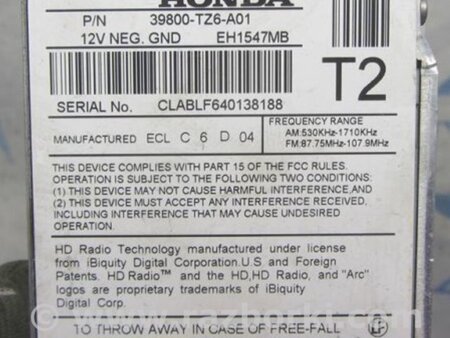 HONDA
P/N 39800-TZ6-A01
12V NEG. GND EH1547MB
T2
SERIAL No. CLABLF640138188
MANUFACTURED ECL C 6 D 04
FREQUENCY RANGE
AM:530KHz-1710KHz
FM:87.75MHz-107.9MHz
THIS DEVICE COMPLIES WITH PART 15 OF THE FCC RULES.
OPERATION IS SUBJECT TO THE FOLLOWING TWO CONDITIONS:
(1) THIS DEVICE MAY NOT CAUSE HARMFUL INTERFERENCE,AND
(2) THIS DEVICE MUST ACCEPT ANY INTERFERENCE RECEIVED,
INCLUDING INTERFERENCE THAT MAY CAUSE UNDESIRED
OPERATION.
HD Radio Technology manufactured under license
from iBiquity Digital Corporation.U.S and Foreign
Patents. HD Radio™ and the HD,HD Radio, and "Arc"
logos are proprietary trademarks of iBiquity
Digital Corp.
TO THROW AWAY IN CASE OF FREE-FALL